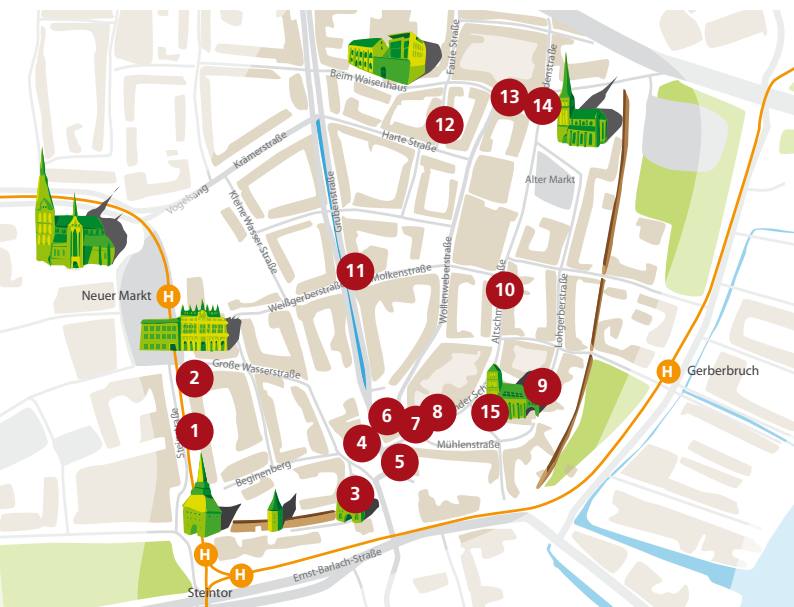 Faule Straße
Beim Waisenhaus
13
14
12
Harte Straße
Krämerstraße
Alter Markt
Vogelsang
Kleine Wasser Straße
Grubenstraße
11
Molkenstraße
Wollenweberstraße
10
Lohgerberstraße
Neuer Markt
H
Weißgerberstraße
2
Große Wasserstraße
H
Gerberbruch
9
8
6
7
15
1
4
Mühlenstraße
5
Beginenberg
3
H
H
Ernst-Barlach-Straße
Steintor